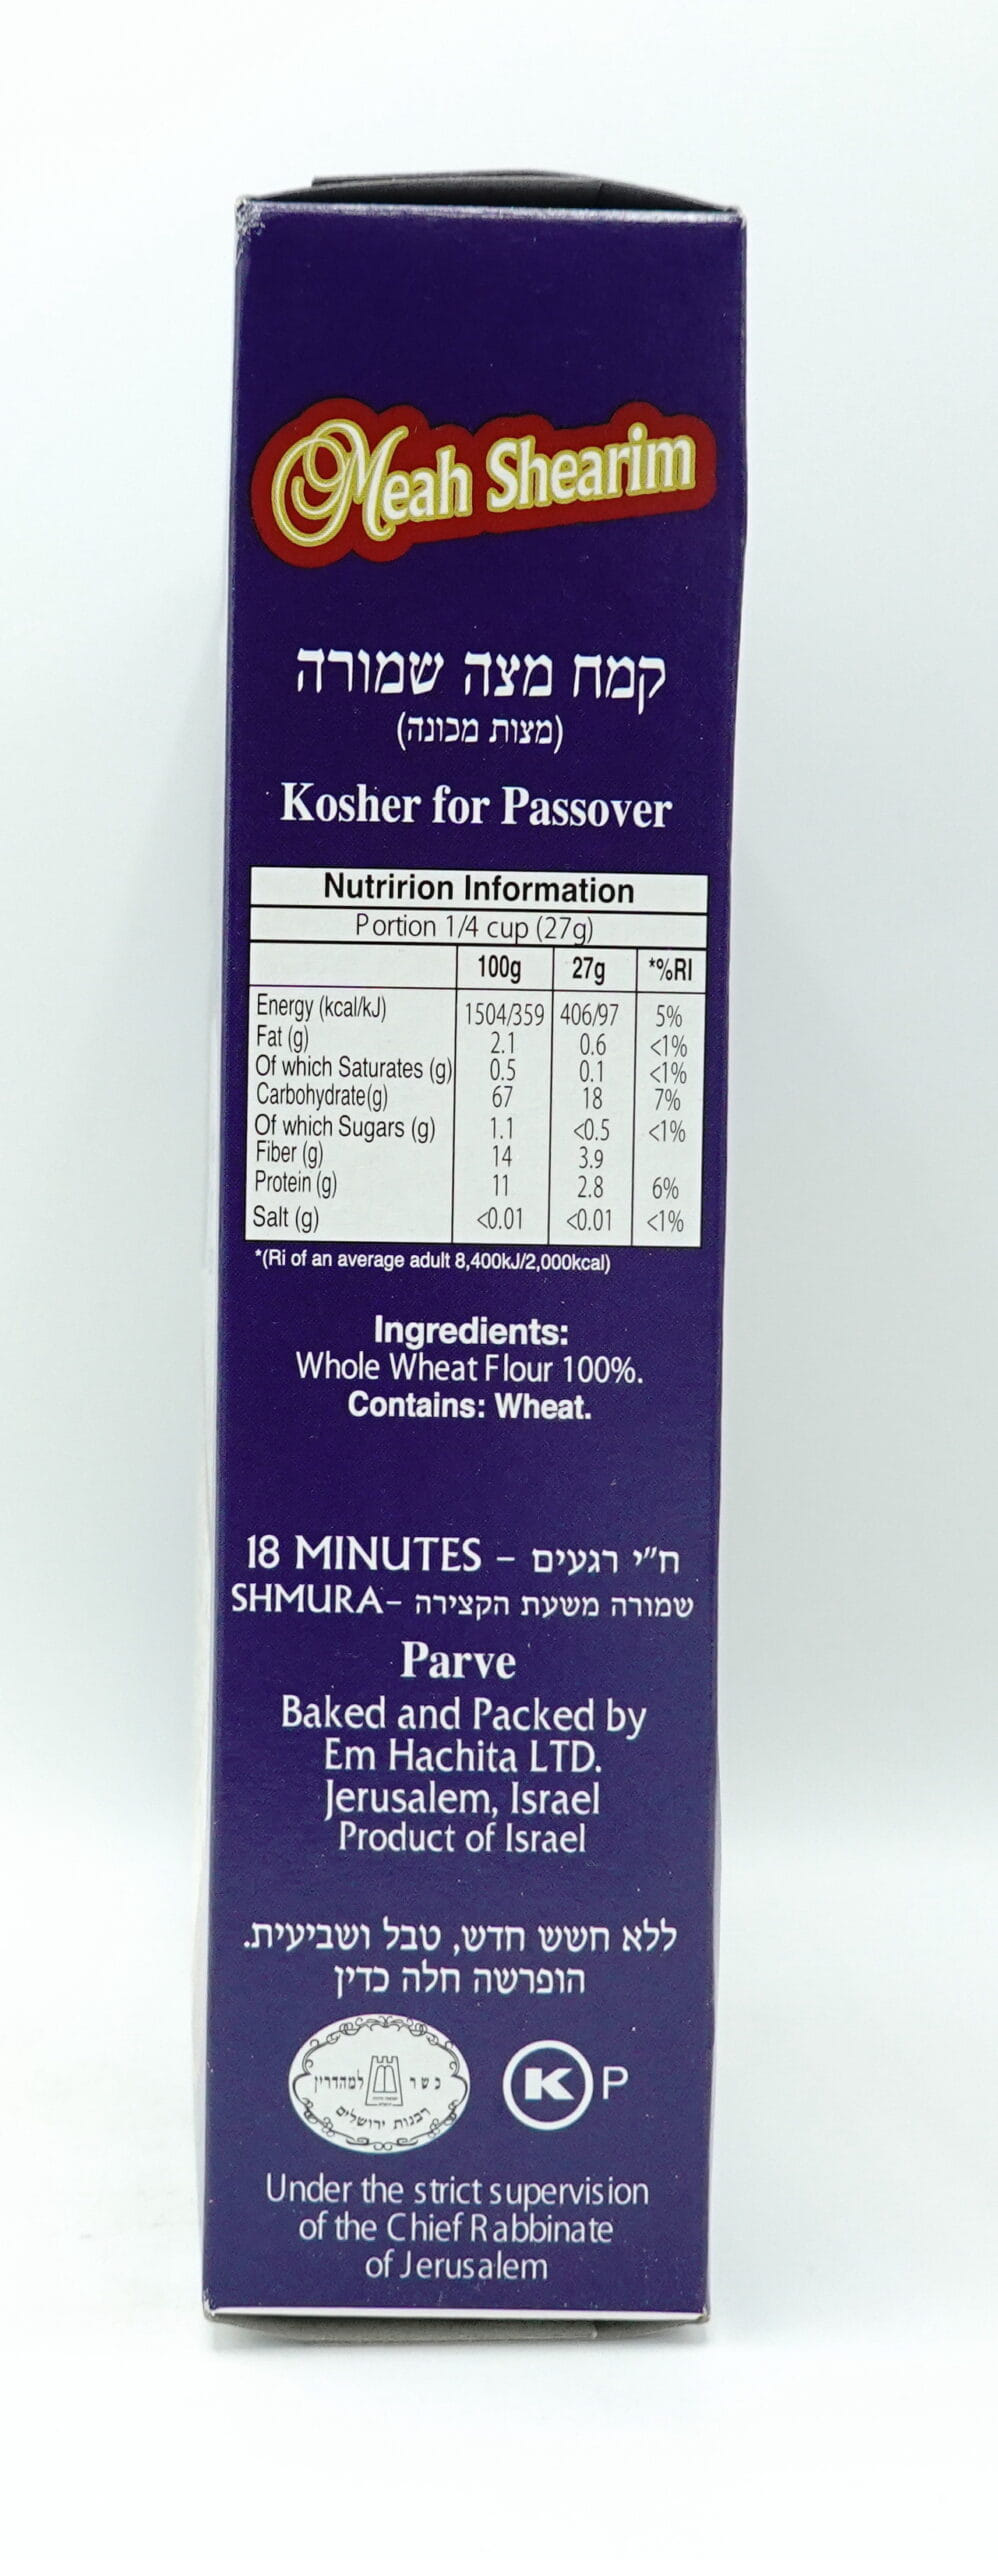 Meah Shearim
קמח מצה שמורה
(מצות מכונה)
Kosher for Passover
Nutririon Information
Portion 1/4 cup (27g)
100g 27g *%RI
Energy (kcal/kJ) 1504/359 406/97 5%
Fat (g) 2.1 0.6 <1%
Of which Saturates (g) 0.5 0.1 <1%
Carbohydrate(g) 67 18 7%
Of which Sugars (g) 1.1 <0.5 <1%
Fiber (g) 14 3.9
Protein (g) 11 2.8 6%
Salt (g) <0.01 <0.01 <1%
*(Ri of an average adult 8,400kJ/2,000kcal)
Ingredients:
Whole Wheat Flour 100%.
Contains: Wheat.
18 MINUTES – ח"י רגעים
SHMURA– שמורה משעת הקצירה
Parve
Baked and Packed by
Em Hachita LTD.
Jerusalem, Israel
Product of Israel
ללא חשש חדש, טבל ושביעית.
הופרשה חלה כדין
כשר למהדרין
רבנות ירושלים
K P
Under the strict supervision
of the Chief Rabbinate
of Jerusalem